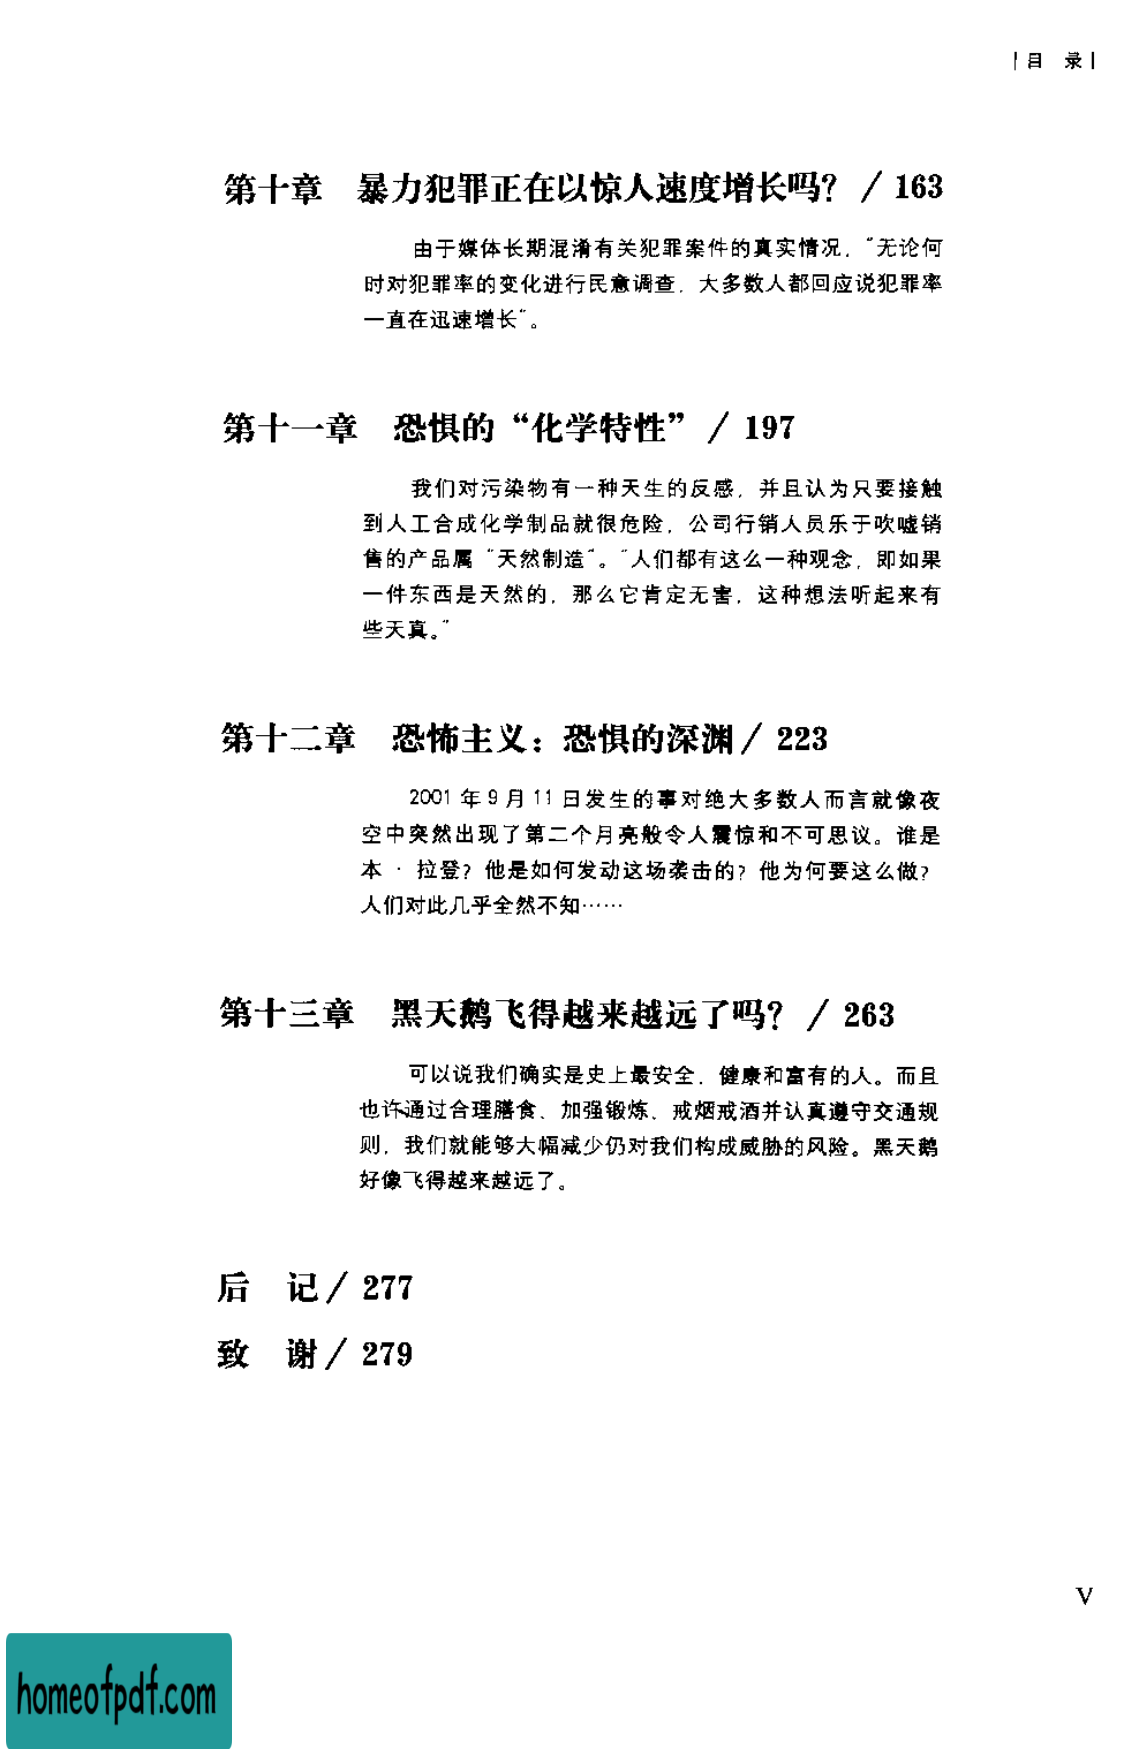 |目 录|
第十章 暴力犯罪正在以惊人速度增长吗？ / 163
由于媒体长期混淆有关犯罪案件的真实情况，“无论何
时对犯罪率的变化进行民意调查，大多数人都回应说犯罪率
一直在迅速增长”。
第十一章 恐惧的“化学特性” / 197
我们对污染物有一种天生的反感，并且认为只要接触
到人工合成化学制品就很危险，公司行销人员乐于吹嘘销
售的产品属“天然制造”。“人们都有这么一种观念，即如果
一件东西是天然的，那么它肯定无害，这种想法听起来有
些天真。”
第十二章 恐怖主义：恐惧的深渊 / 223
2001 年 9 月 11 日发生的事对绝大多数人而言就像夜
空中突然出现了第二个月亮般令人震惊和不可思议。谁是
本·拉登？他是如何发动这场袭击的？他为何要这么做？
人们对此几乎全然不知……
第十三章 黑天鹅飞得越来越远了吗？ / 263
可以说我们确实是史上最安全、健康和富有的人。而且
也许通过合理膳食、加强锻炼、戒烟戒酒并认真遵守交通规
则，我们就能够大幅减少仍对我们构成威胁的风险。黑天鹅
好像飞得越来越远了。
后 记 / 277
致 谢 / 279
V
homeofpdf.com